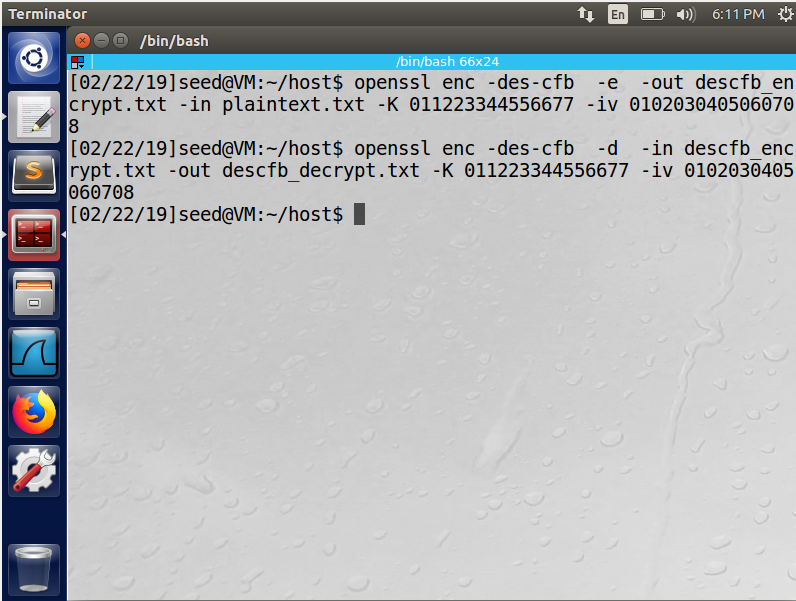 Terminator
En
6:11 PM
/bin/bash
/bin/bash 66x24
[02/22/19]seed@VM:~/host$ openssl enc -des-cfb  -e  -out descfb_en
crypt.txt -in plaintext.txt -K 011223344556677 -iv 010203040506070
8
[02/22/19]seed@VM:~/host$ openssl enc -des-cfb  -d  -in descfb_enc
rypt.txt -out descfb_decrypt.txt -K 011223344556677 -iv 0102030405
060708
[02/22/19]seed@VM:~/host$